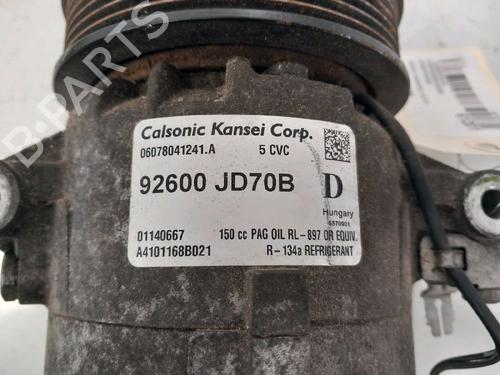 B-PARTS
Calsonic Kansei Corp.
06078041241.A 5 CVC
92600 JD70B D
Hungary
6570901
01140667 150 cc PAG OIL RL-897 OR EQUIV.
A4101168B021 R-134a REFRIGERANT